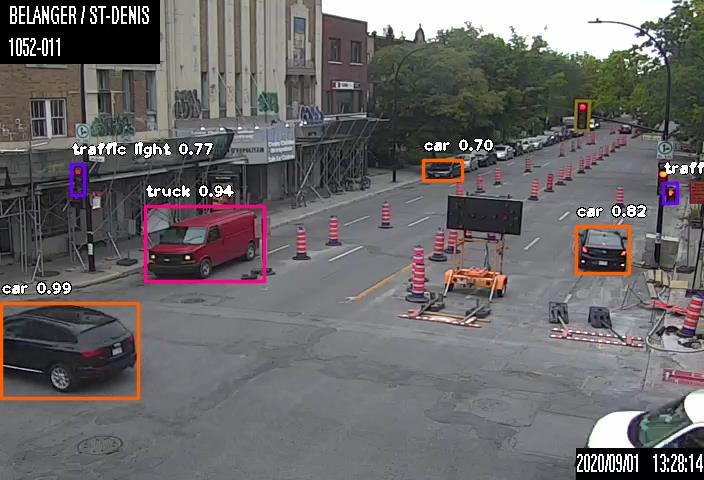 BELANGER / ST-DENIS
1052-011
car 0.70
traffic light 0.77
truck 0.94
traff
car 0.82
car 0.99
2020/09/01 13:28:14